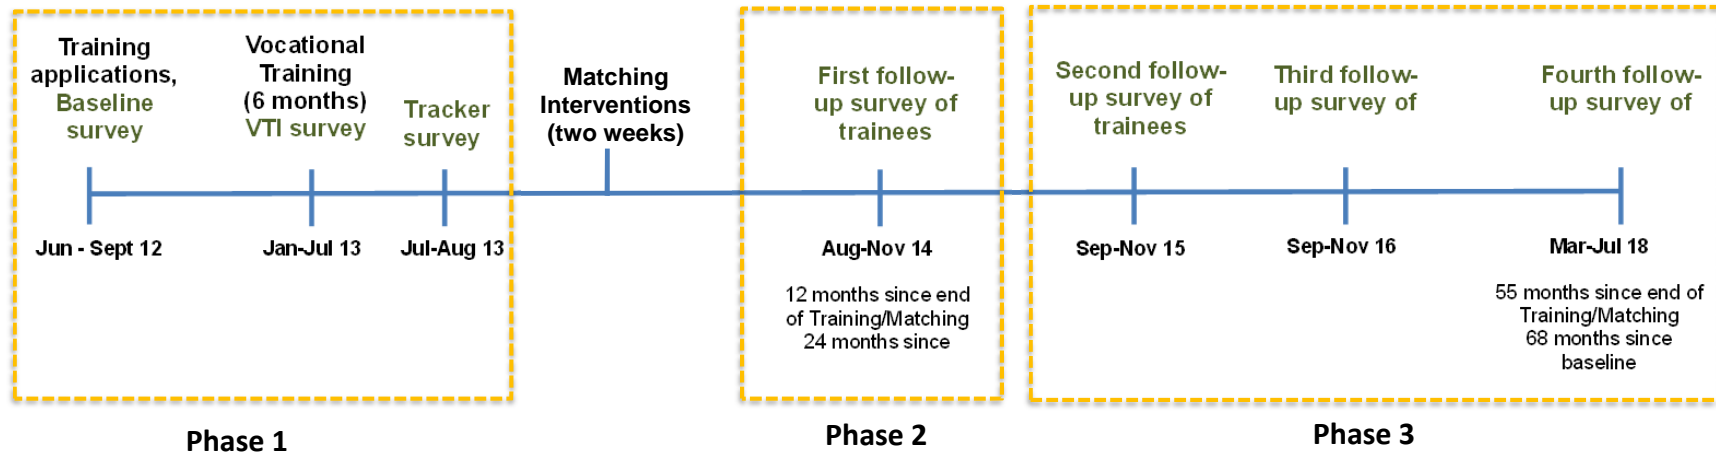 Training
applications,
Baseline
survey
Jun - Sept 12
Vocational
Training
(6 months)
VTI survey
Jan-Jul 13
Tracker
survey
Jul-Aug 13
Matching
Interventions
(two weeks)
First follow-
up survey of
trainees
Aug-Nov 14
12 months since end
of Training/Matching
24 months since
Second follow-
up survey of
trainees
Sep-Nov 15
Third follow-
up survey of
Sep-Nov 16
Fourth follow-
up survey of
Mar-Jul 18
55 months since end of
Training/Matching
68 months since
baseline
Phase 1
Phase 2
Phase 3